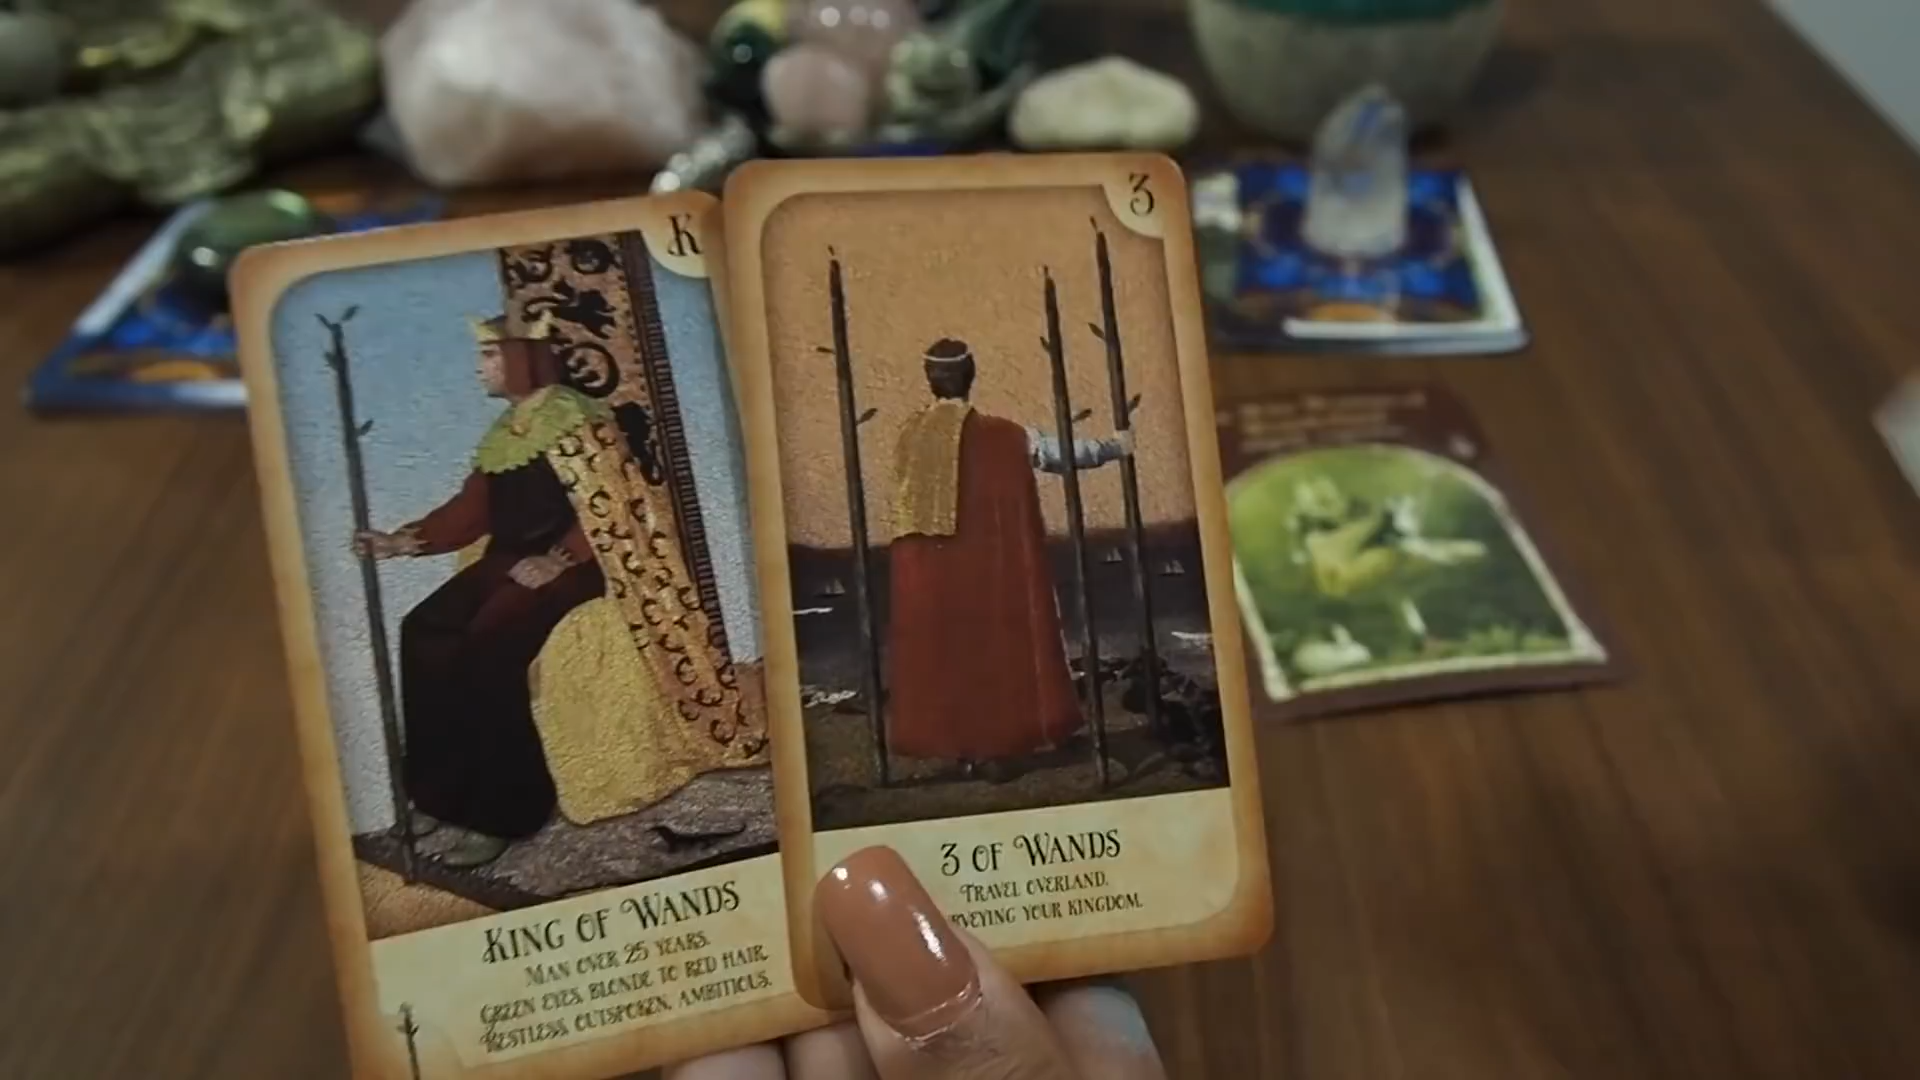 K
King of Wands
Man over 25 years.
Green eyes, blonde to red hair.
Restless, outspoken, ambitious.
3
3 of Wands
Travel overland.
your kingdom.